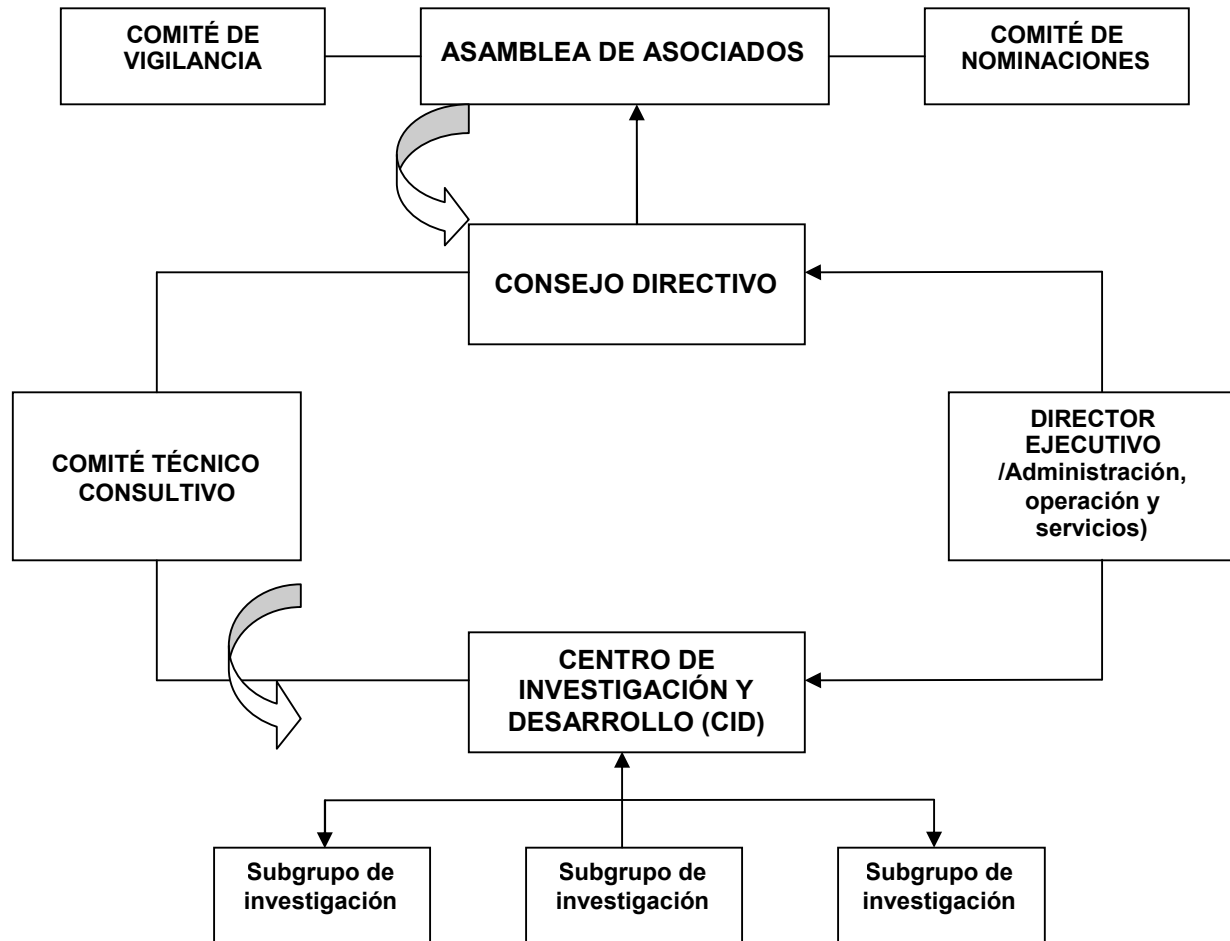 COMITÉ DE
VIGILANCIA
ASAMBLEA DE ASOCIADOS
COMITÉ DE
NOMINACIONES
CONSEJO DIRECTIVO
COMITÉ TÉCNICO
CONSULTIVO
DIRECTOR
EJECUTIVO
/Administración,
operación y
servicios)
CENTRO DE
INVESTIGACIÓN Y
DESARROLLO (CID)
Subgrupo de
investigación
Subgrupo de
investigación
Subgrupo de
investigación